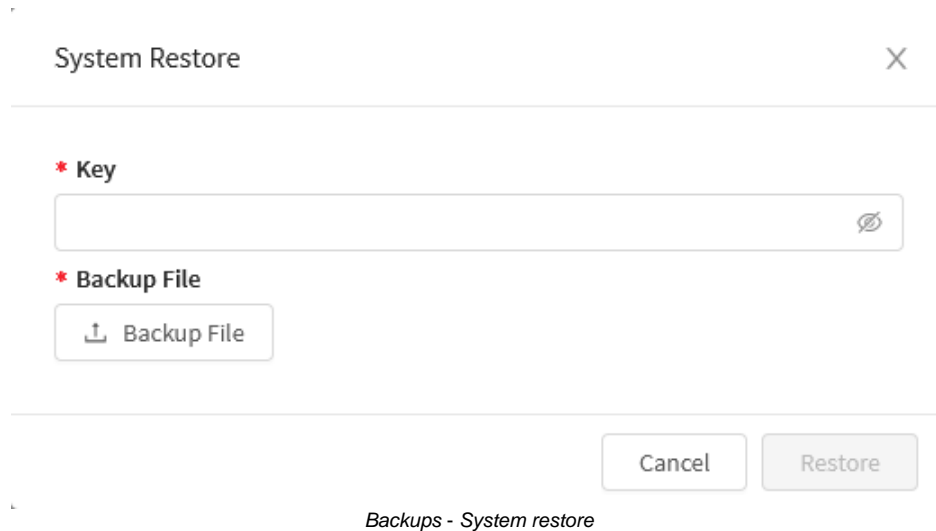 System Restore
* Key
* Backup File
Backup File
Cancel Restore
Backups - System restore